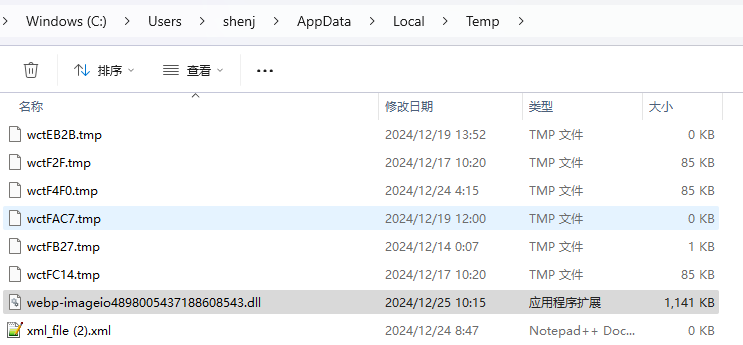 Windows (C:) Users shenj AppData Local Temp
排序 查看
名称 修改日期 类型 大小
wctEB2B.tmp 2024/12/19 13:52 TMP 文件 0 KB
wctF2F.tmp 2024/12/17 10:20 TMP 文件 85 KB
wctF4F0.tmp 2024/12/24 4:15 TMP 文件 85 KB
wctFAC7.tmp 2024/12/19 12:00 TMP 文件 0 KB
wctFB27.tmp 2024/12/14 0:07 TMP 文件 1 KB
wctFC14.tmp 2024/12/17 10:20 TMP 文件 85 KB
webp-imageio4898005437188608543.dll 2024/12/25 10:15 应用程序扩展 1,141 KB
xml_file (2).xml 2024/12/24 8:47 Notepad++ Doc... 0 KB